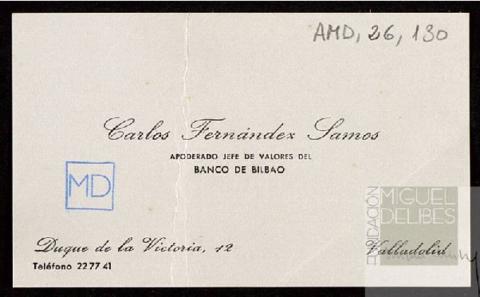 AMD, 26, 130
Carlos Fernández Samos
APODERADO JEFE DE VALORES DEL
BANCO DE BILBAO
MD
Duque de la Victoria, 12
Valladolid
Teléfono 22 77 41
FUNDACIÓN
MIGUEL
DELIBES